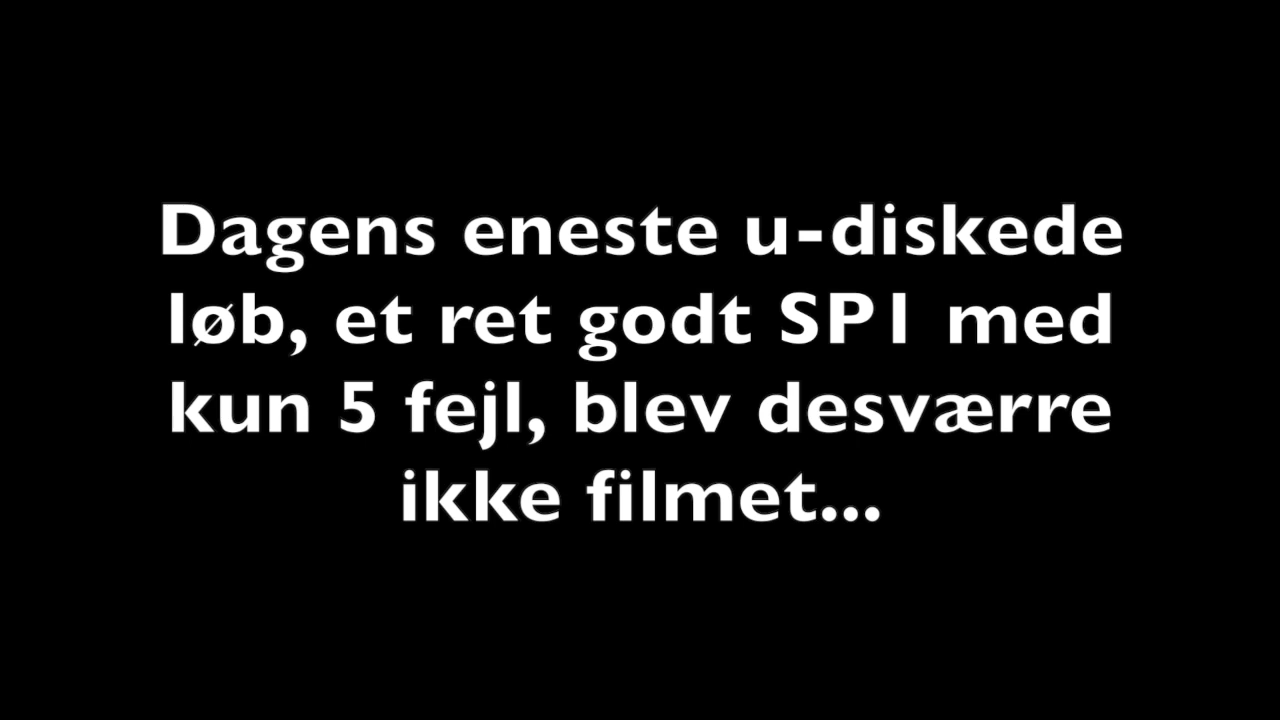 Dagens eneste u-diskede
løb, et ret godt SP1 med
kun 5 fejl, blev desværre
ikke filmet...